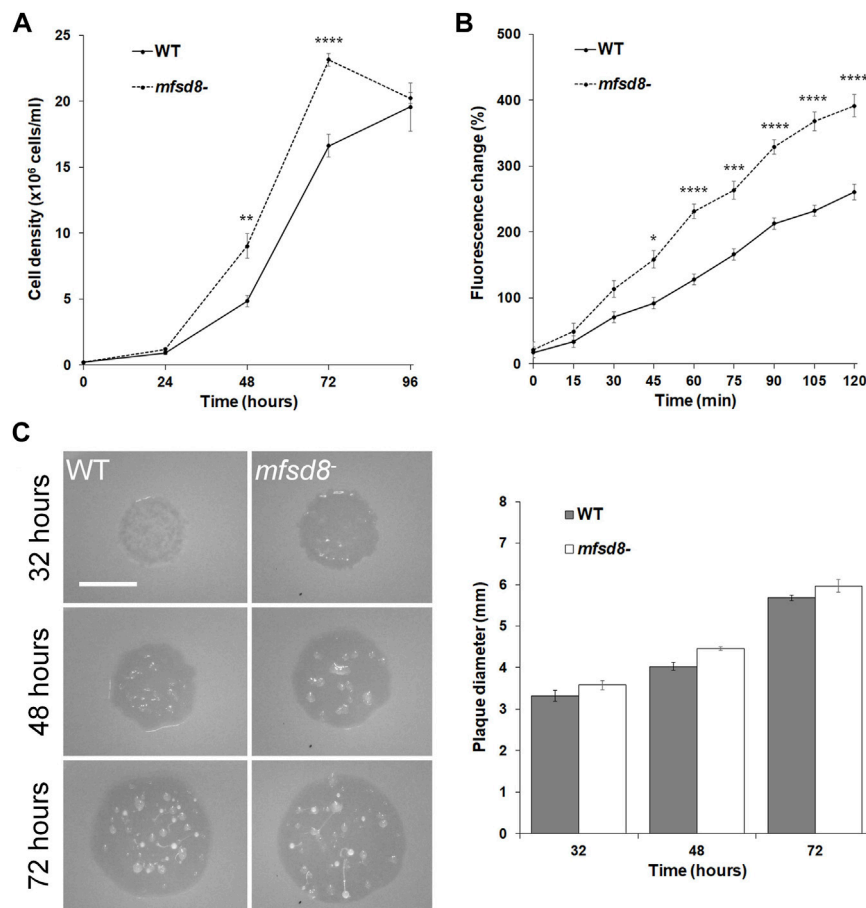 A
WT
mfsd8-
**
****
Cell density (x10⁶ cells/ml)
25
20
15
10
5
0
0 24 48 72 96
Time (hours)
B
WT
mfsd8-
*
****
***
****
****
****
Fluorescence change (%)
500
400
300
200
100
0
0 15 30 45 60 75 90 105 120
Time (min)
C
WT mfsd8-
32 hours
48 hours
72 hours
WT
mfsd8-
Plaque diameter (mm)
8
7
6
5
4
3
2
1
0
32 48 72
Time (hours)